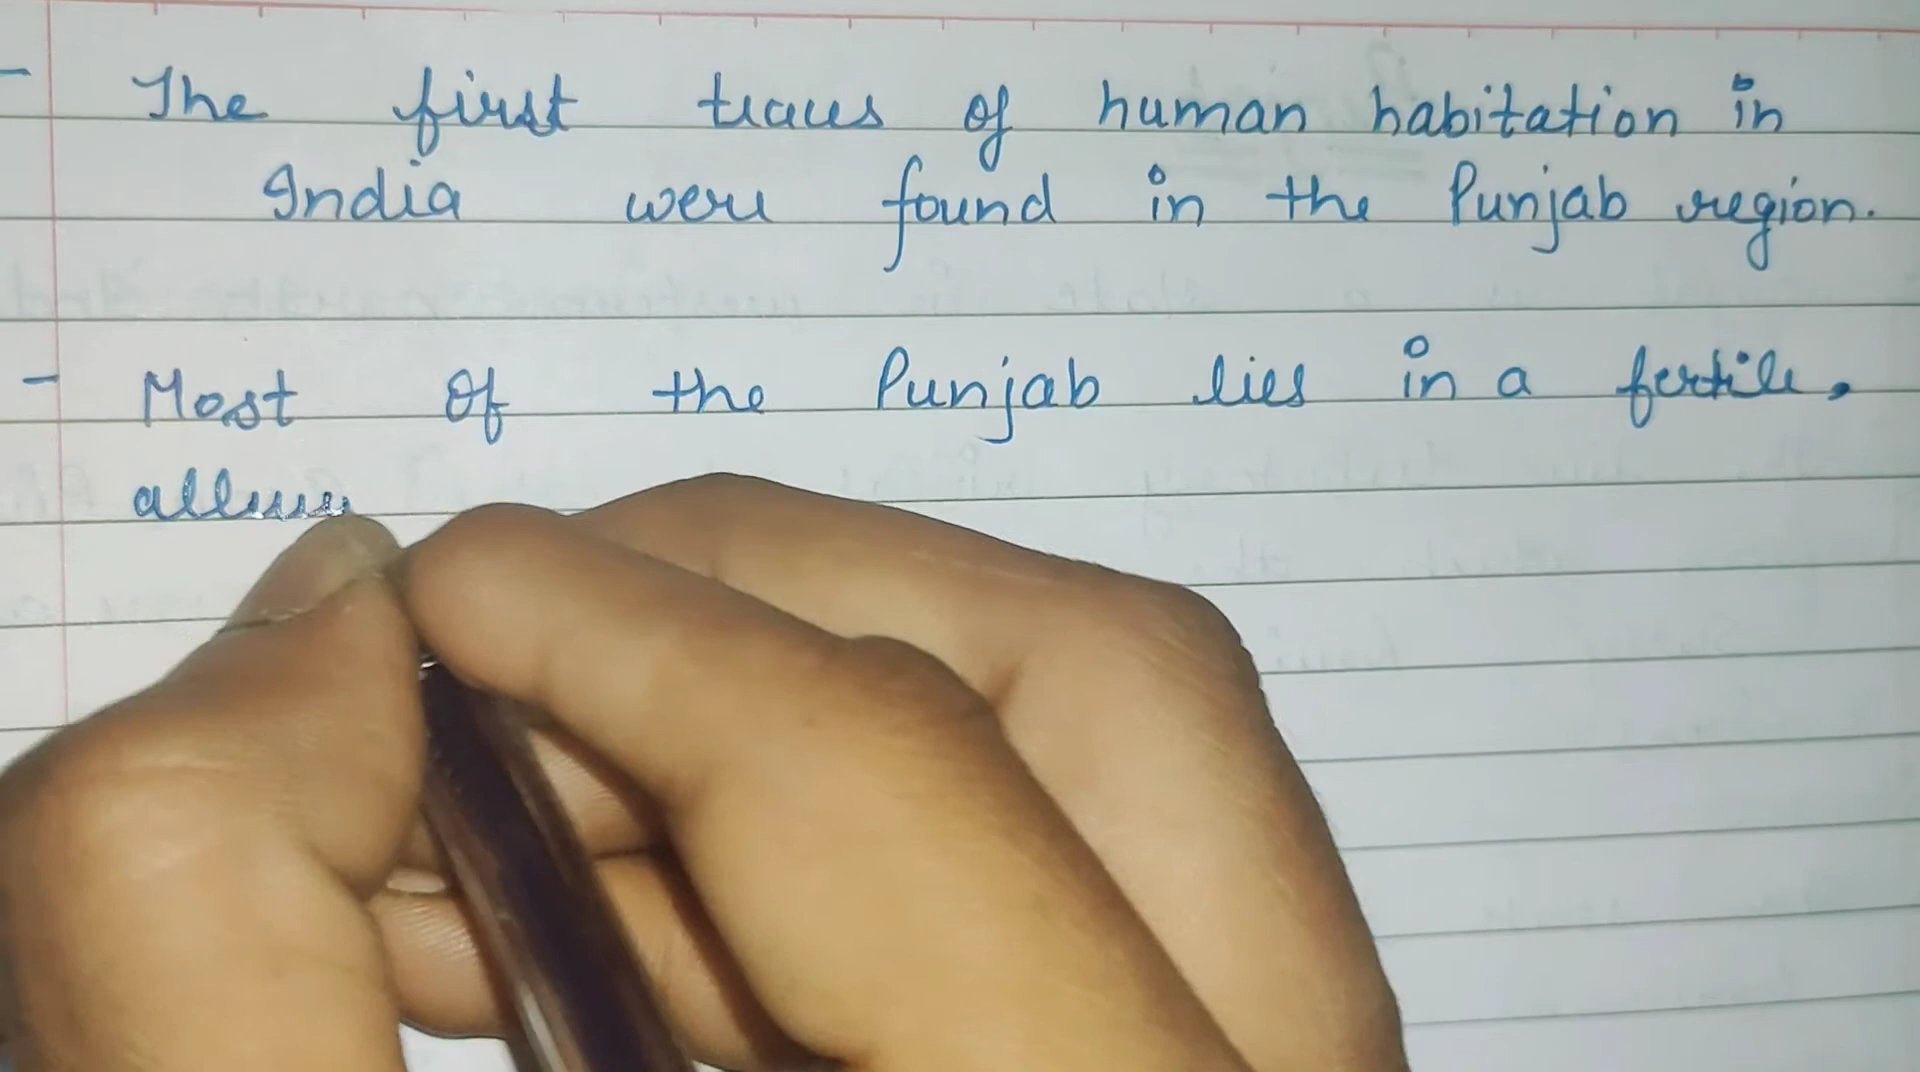 - The first traces of human habitation in
India were found in the Punjab region.
- Most of the Punjab lies in a fertile,